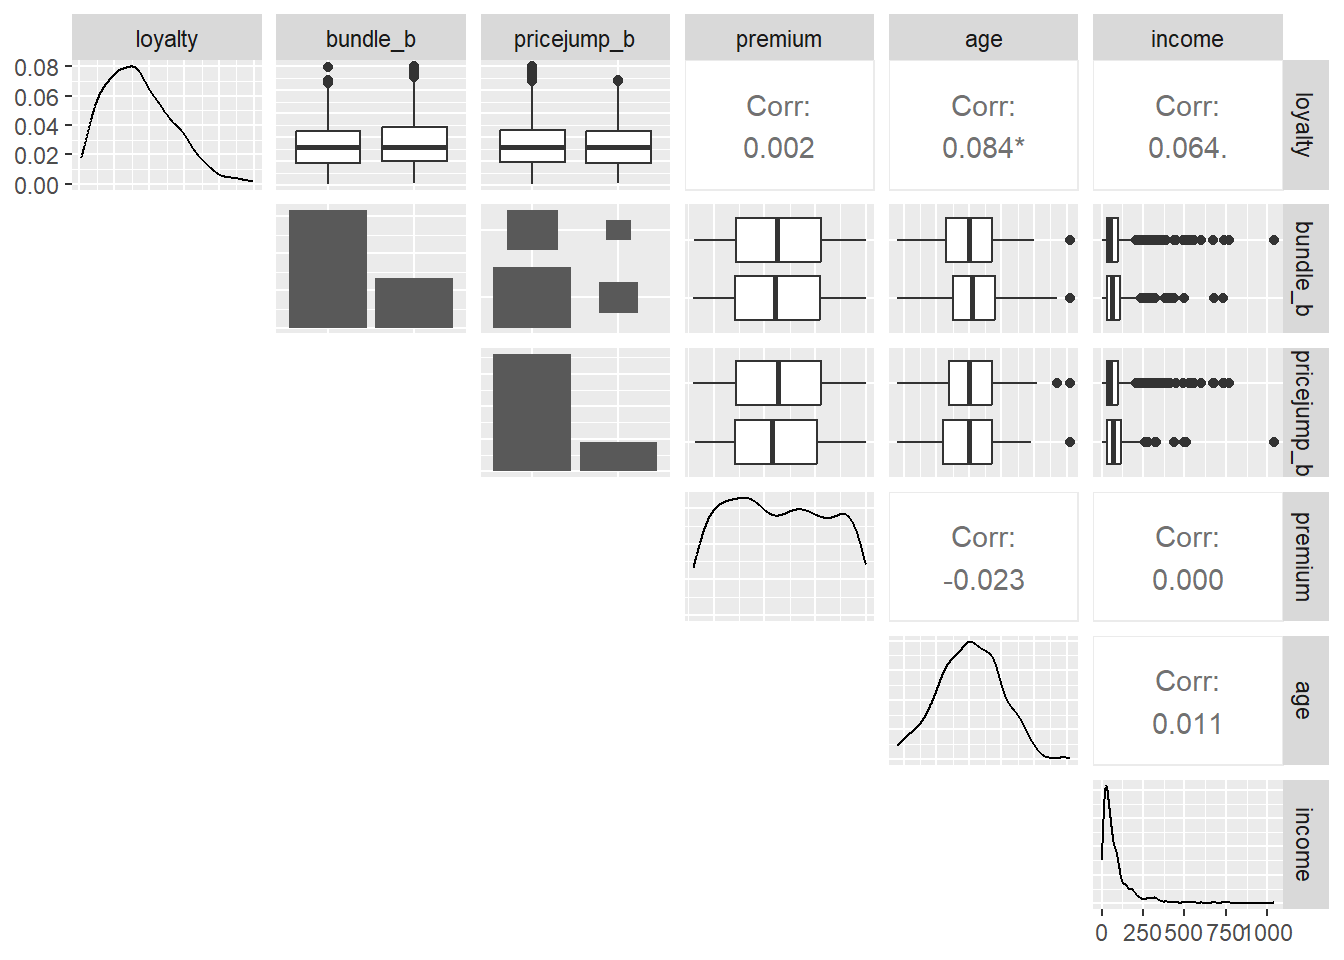 loyalty bundle_b pricejump_b premium age income
0.08
0.06
0.04
0.02
0.00
Corr:
0.002
Corr:
0.084*
Corr:
0.064.
loyalty
bundle_b
pricejump_b
Corr:
-0.023
Corr:
0.000
premium
Corr:
0.011
age
income
0 250 500 750 1000